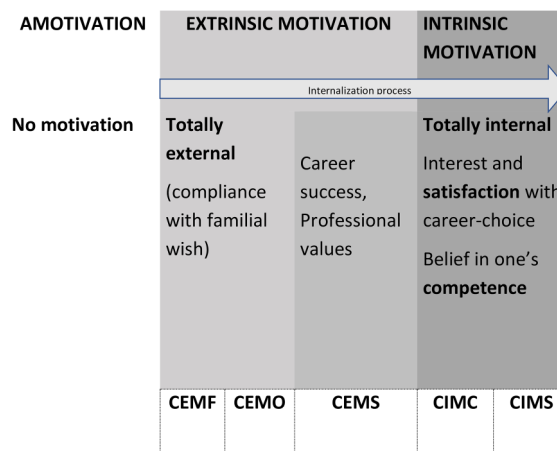 AMOTIVATION
EXTRINSIC MOTIVATION
INTRINSIC
MOTIVATION
Internalization process
No motivation
Totally
external
(compliance
with familial
wish)
Career
success,
Professional
values
Totally internal
Interest and
satisfaction with
career-choice
Belief in one’s
competence
CEMF
CEMO
CEMS
CIMC
CIMS